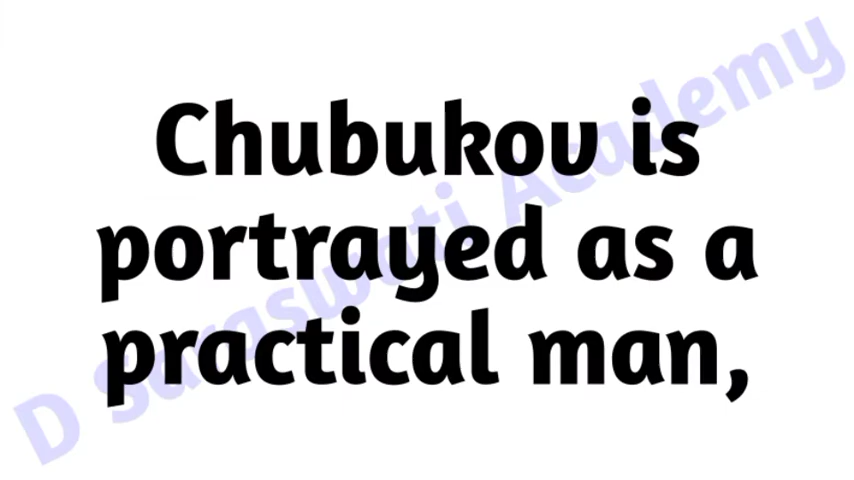 Chubukov is
portrayed as a
practical man,
D Saraswati Academy